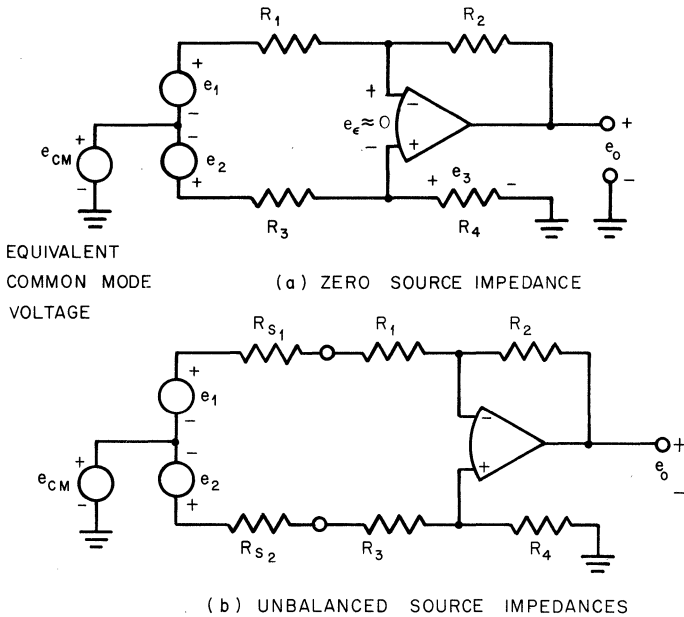 R1
R2
+
e1
-
+
-
+
-
eCM
-
e2
+
eϵ≈0
-
+
+
eo
-
+ e3 -
R3
R4
EQUIVALENT
COMMON MODE
VOLTAGE
(a) ZERO SOURCE IMPEDANCE
RS1
R1
R2
+
e1
-
-
+
-
eCM
-
e2
+
+
+
eo
-
RS2
R3
R4
(b) UNBALANCED SOURCE IMPEDANCES